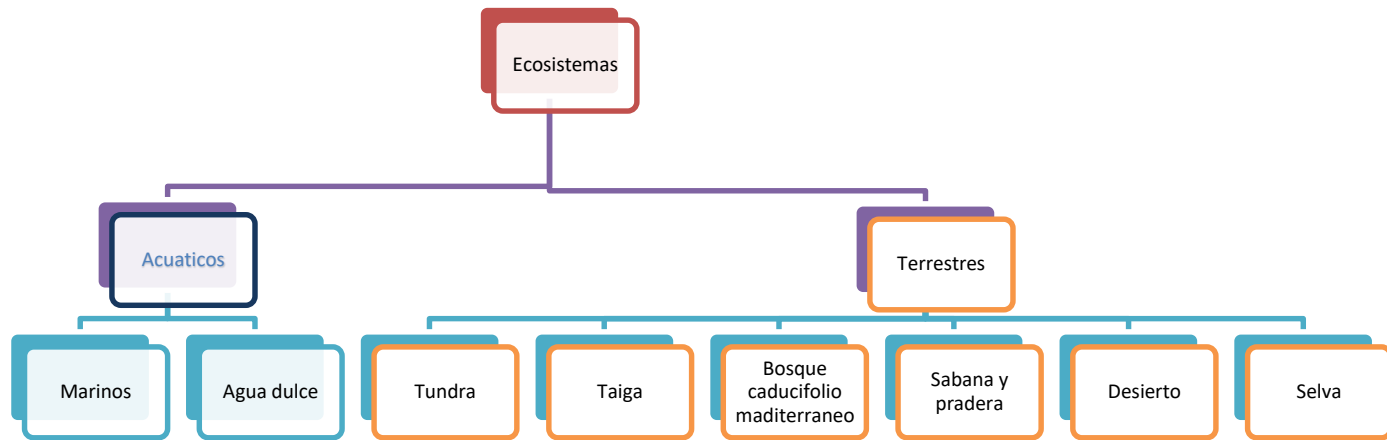 Ecosistemas
Acuaticos
Terrestres
Marinos
Agua dulce
Tundra
Taiga
Bosque
caducifolio
maditerraneo
Sabana y
pradera
Desierto
Selva